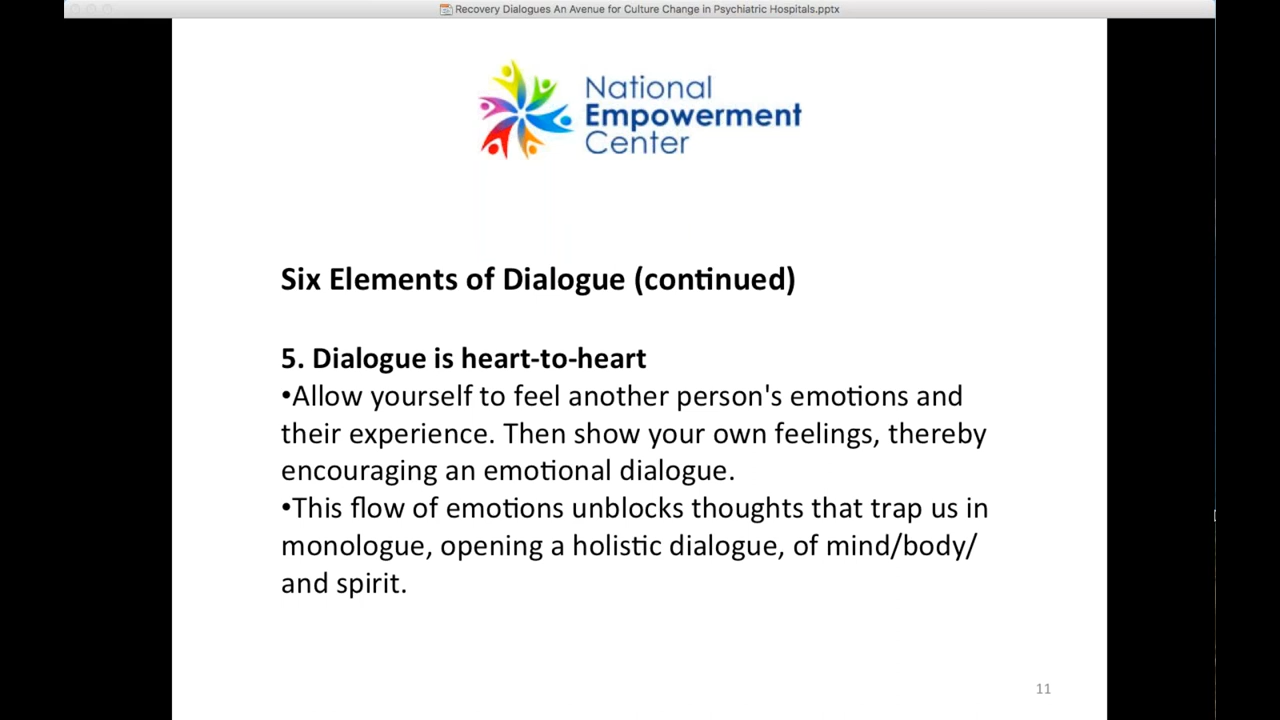 Recovery Dialogues An Avenue for Culture Change in Psychiatric Hospitals.pptx
National
Empowerment
Center
Six Elements of Dialogue (continued)
5. Dialogue is heart-to-heart
•Allow yourself to feel another person's emotions and
their experience. Then show your own feelings, thereby
encouraging an emotional dialogue.
•This flow of emotions unblocks thoughts that trap us in
monologue, opening a holistic dialogue, of mind/body/
and spirit.
11